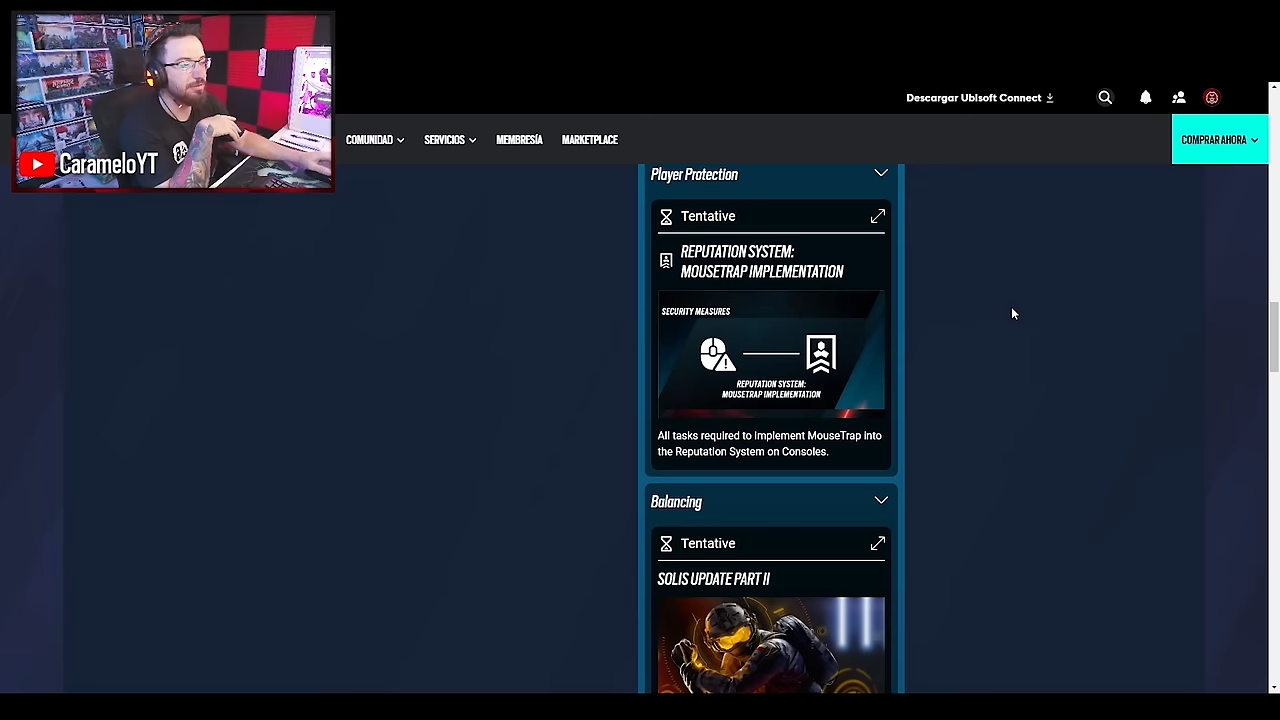 CarameloYT
Descargar Ubisoft Connect
COMUNIDAD
SERVICIOS
MEMBRESÍA
MARKETPLACE
COMPRAR AHORA
Player Protection
Tentative
REPUTATION SYSTEM:
MOUSETRAP IMPLEMENTATION
SECURITY MEASURES
REPUTATION SYSTEM:
MOUSETRAP IMPLEMENTATION
All tasks required to implement MouseTrap into
the Reputation System on Consoles.
Balancing
Tentative
SOLIS UPDATE PART II